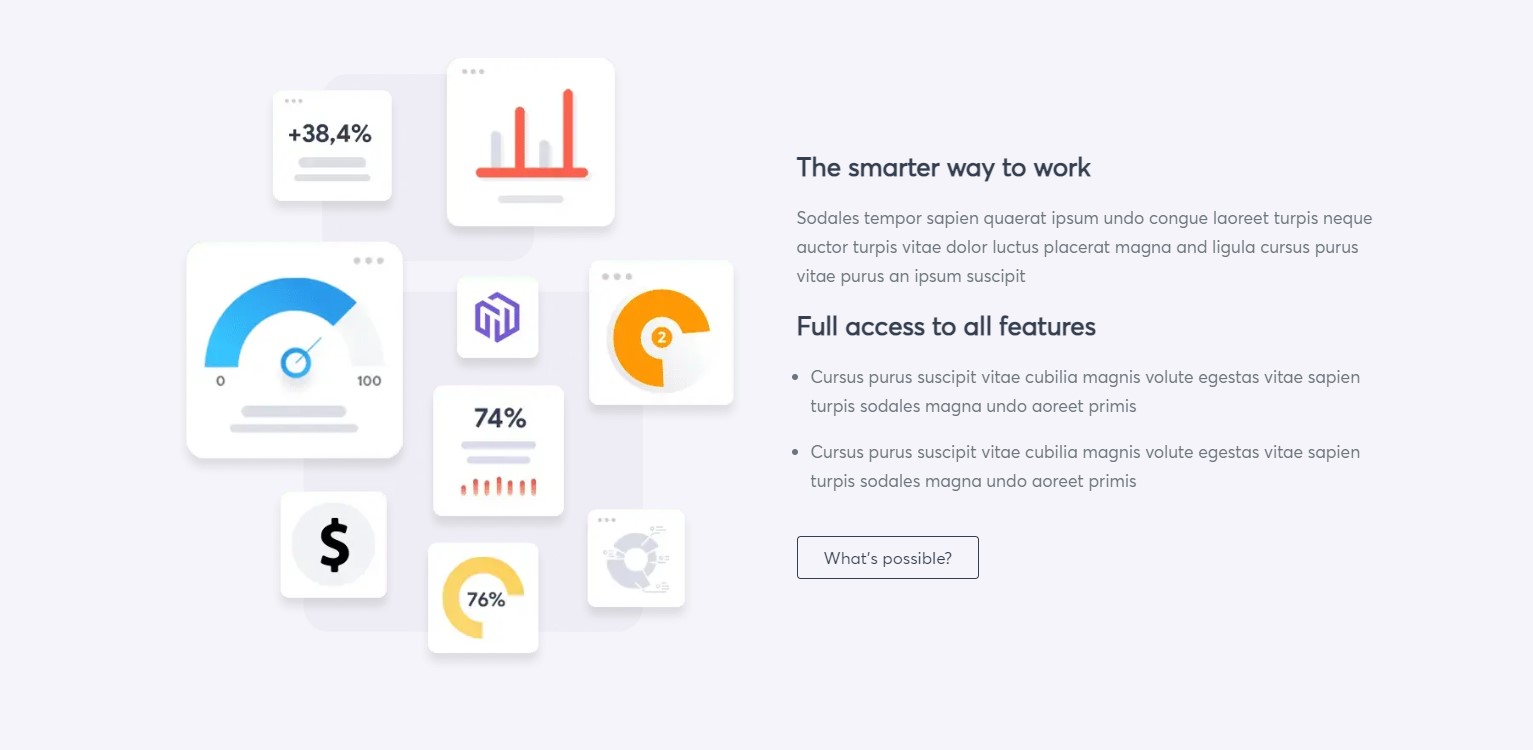 +38,4%
0
100
2
74%
$
76%
The smarter way to work
Sodales tempor sapien quaerat ipsum undo congue laoreet turpis neque
auctor turpis vitae dolor luctus placerat magna and ligula cursus purus
vitae purus an ipsum suscipit
Full access to all features
• Cursus purus suscipit vitae cubilia magnis volute egestas vitae sapien
turpis sodales magna undo aoreet primis
• Cursus purus suscipit vitae cubilia magnis volute egestas vitae sapien
turpis sodales magna undo aoreet primis
What's possible?